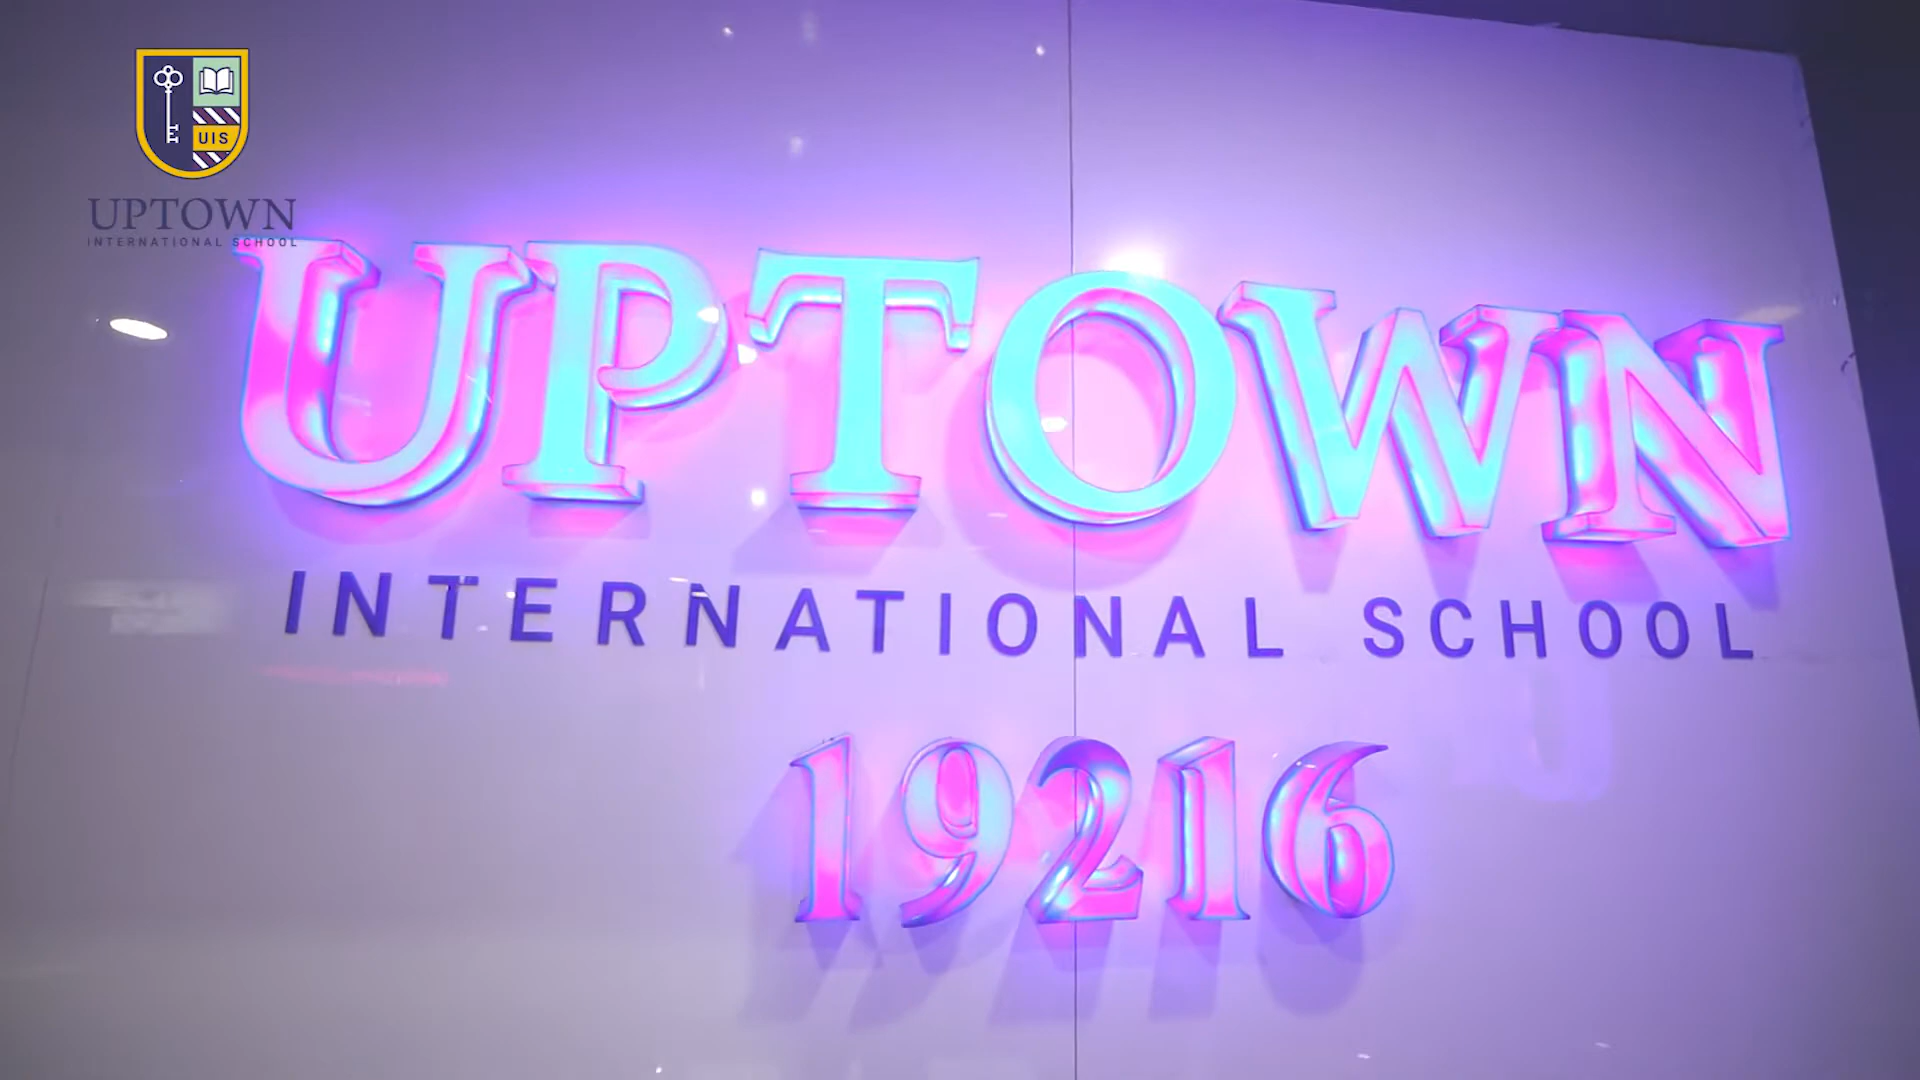 UIS
UPTOWN
INTERNATIONAL SCHOOL
UPTOWN
INTERNATIONAL SCHOOL
19216